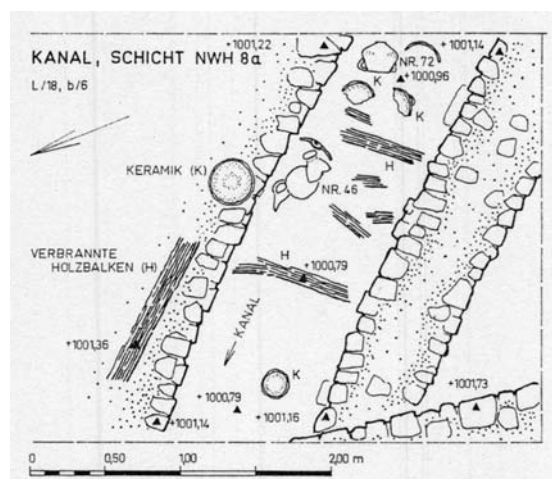 KANAL, SCHICHT NWH 8a
L/18, b/6
+1001,22
+1001,14
NR. 72
K
+1000,96
K
KERAMIK (K)
H
NR. 46
VERBRANNTE
HOLZBALKEN (H)
H
+1000,79
KANAL
+1001,36
K
+1000,79
+1001,73
+1001,14
+1001,16
0 0,50 1,00 2,00 m